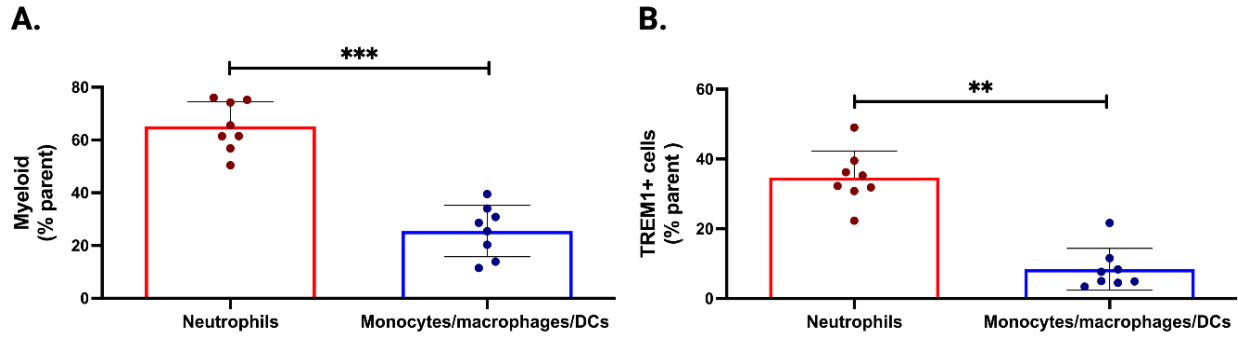 A.
***
Myeloid
(% parent)
80
60
40
20
0
Neutrophils
Monocytes/macrophages/DCs
B.
**
TREM1+ cells
(% parent )
60
40
20
0
Neutrophils
Monocytes/macrophages/DCs